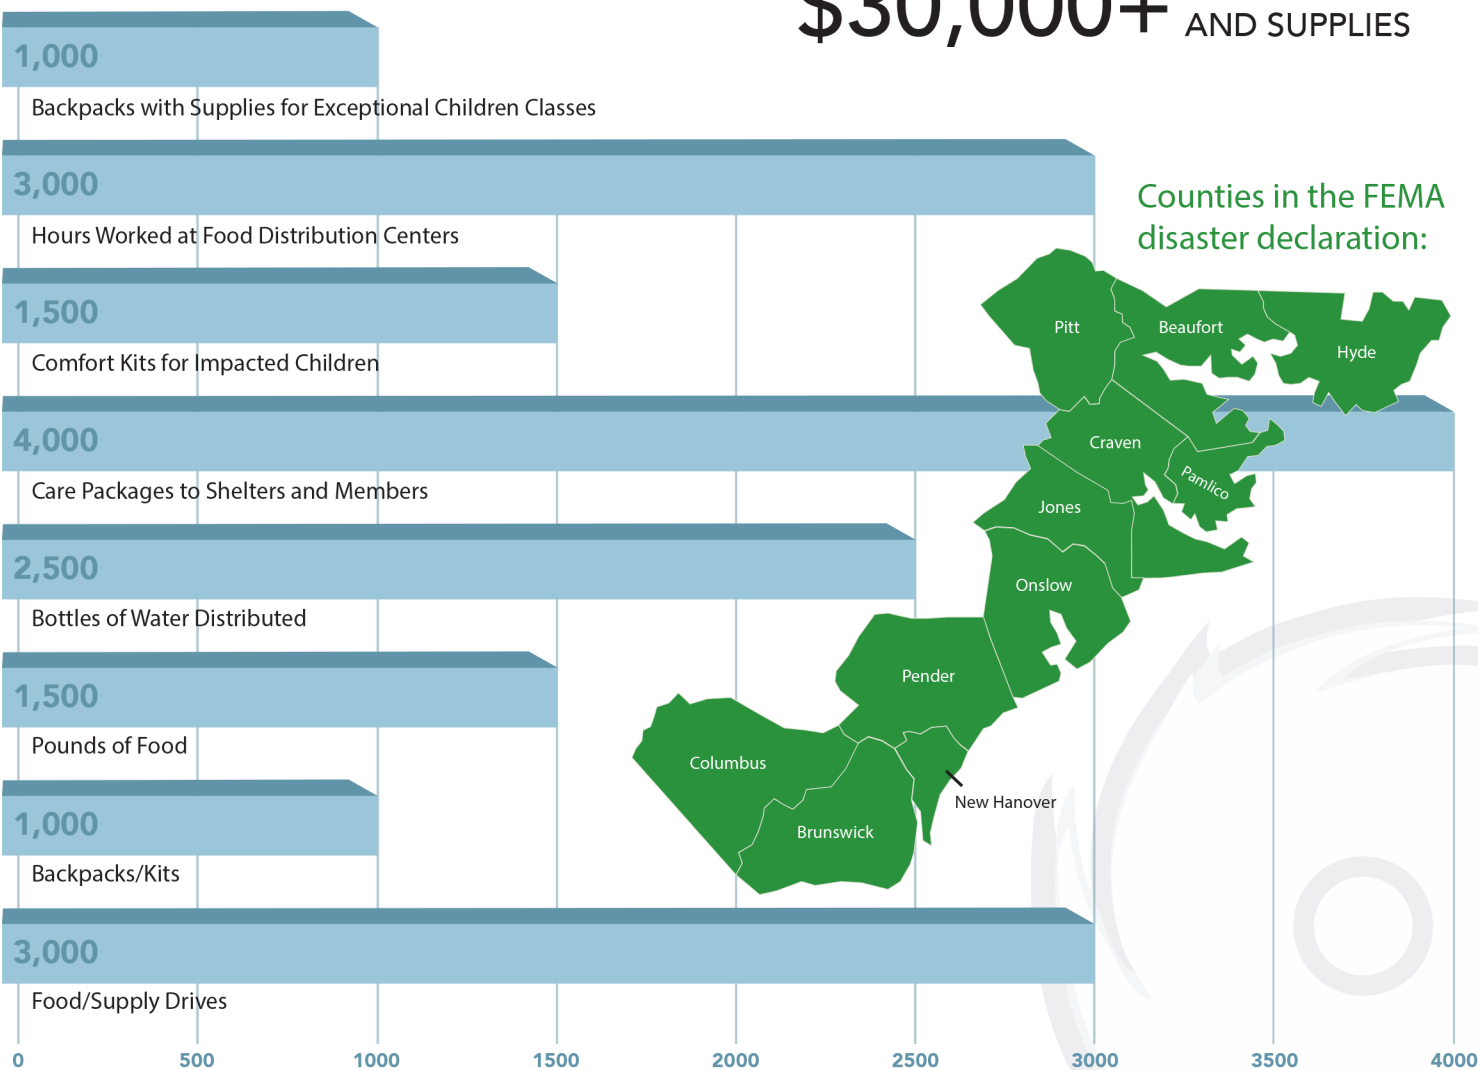 $30,000+ AND SUPPLIES
1,000
Backpacks with Supplies for Exceptional Children Classes
3,000
Hours Worked at Food Distribution Centers
1,500
Comfort Kits for Impacted Children
4,000
Care Packages to Shelters and Members
2,500
Bottles of Water Distributed
1,500
Pounds of Food
1,000
Backpacks/Kits
3,000
Food/Supply Drives
0 500 1000 1500 2000 2500 3000 3500 4000
Counties in the FEMA
disaster declaration:
Pitt
Beaufort
Hyde
Craven
Pamlico
Jones
Onslow
Pender
Columbus
New Hanover
Brunswick